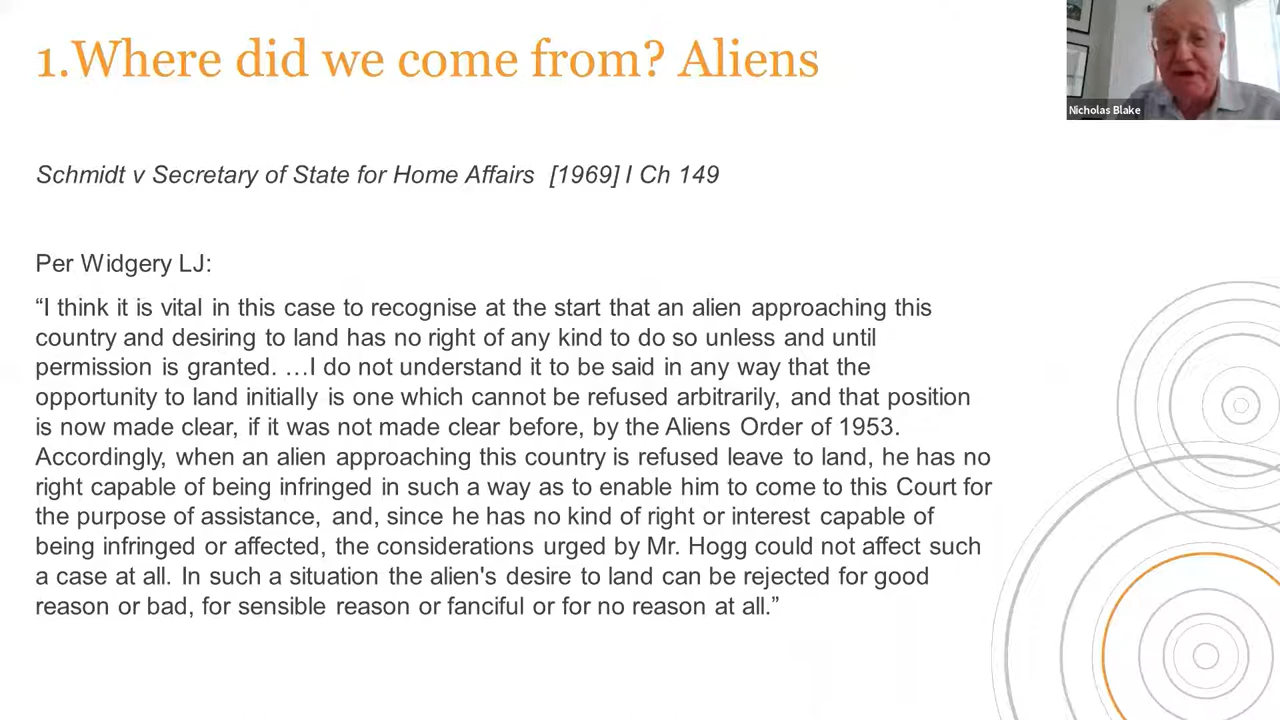 1.Where did we come from? Aliens
Nicholas Blake
Schmidt v Secretary of State for Home Affairs [1969] I Ch 149
Per Widgery LJ:
“I think it is vital in this case to recognise at the start that an alien approaching this
country and desiring to land has no right of any kind to do so unless and until
permission is granted. …I do not understand it to be said in any way that the
opportunity to land initially is one which cannot be refused arbitrarily, and that position
is now made clear, if it was not made clear before, by the Aliens Order of 1953.
Accordingly, when an alien approaching this country is refused leave to land, he has no
right capable of being infringed in such a way as to enable him to come to this Court for
the purpose of assistance, and, since he has no kind of right or interest capable of
being infringed or affected, the considerations urged by Mr. Hogg could not affect such
a case at all. In such a situation the alien's desire to land can be rejected for good
reason or bad, for sensible reason or fanciful or for no reason at all.”